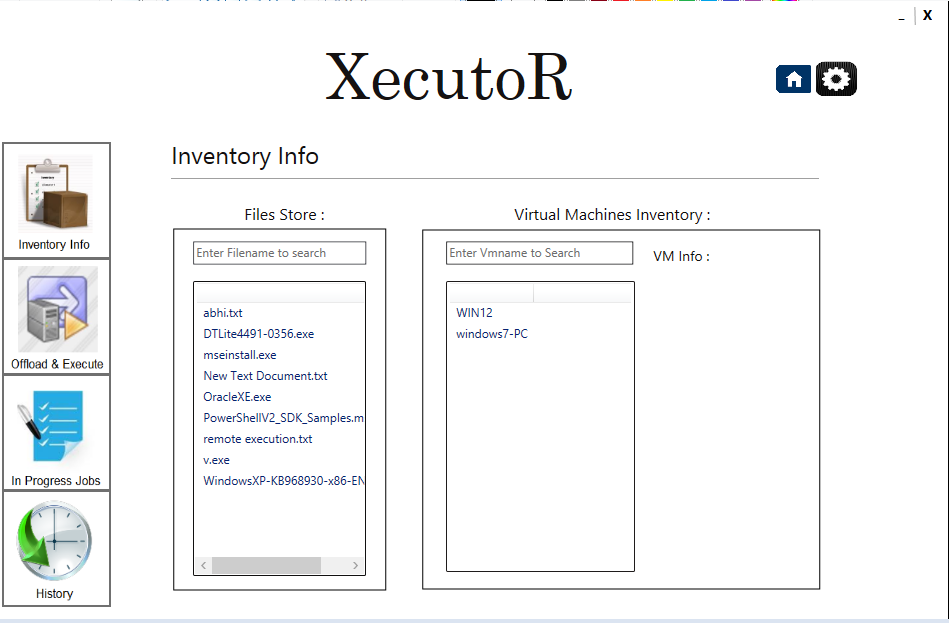 _ X
XecutoR
Inventory Info
Inventory Info
Offload & Execute
In Progress Jobs
History
Files Store :
Enter Filename to search
abhi.txt
DTLite4491-0356.exe
mseinstall.exe
New Text Document.txt
OracleXE.exe
PowerShellV2_SDK_Samples.m
remote execution.txt
v.exe
WindowsXP-KB968930-x86-EN
Virtual Machines Inventory :
Enter Vmname to Search
VM Info :
WIN12
windows7-PC